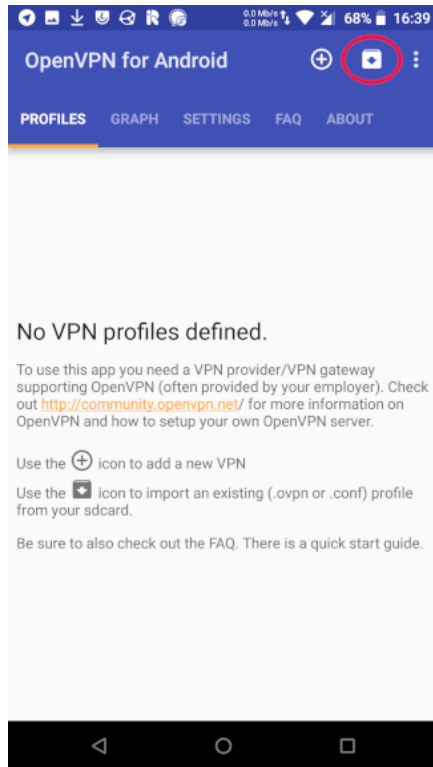 0.0 Mb/s
0.0 Mb/s
68%
16:39
OpenVPN for Android
PROFILES GRAPH SETTINGS FAQ ABOUT
No VPN profiles defined.
To use this app you need a VPN provider/VPN gateway
supporting OpenVPN (often provided by your employer). Check
out http://community.openvpn.net/ for more information on
OpenVPN and how to setup your own OpenVPN server.
Use the icon to add a new VPN
Use the icon to import an existing (.ovpn or .conf) profile
from your sdcard.
Be sure to also check out the FAQ. There is a quick start guide.